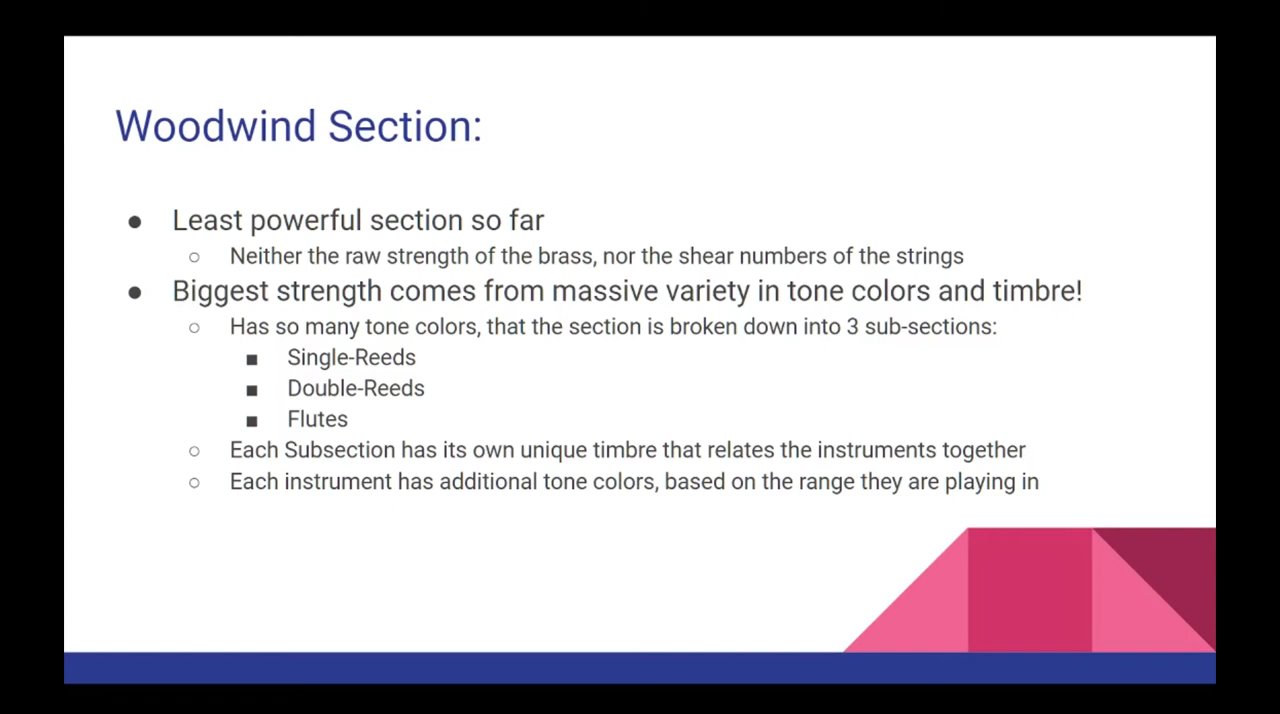 Woodwind Section:
● Least powerful section so far
○ Neither the raw strength of the brass, nor the shear numbers of the strings
● Biggest strength comes from massive variety in tone colors and timbre!
○ Has so many tone colors, that the section is broken down into 3 sub-sections:
■ Single-Reeds
■ Double-Reeds
■ Flutes
○ Each Subsection has its own unique timbre that relates the instruments together
○ Each instrument has additional tone colors, based on the range they are playing in